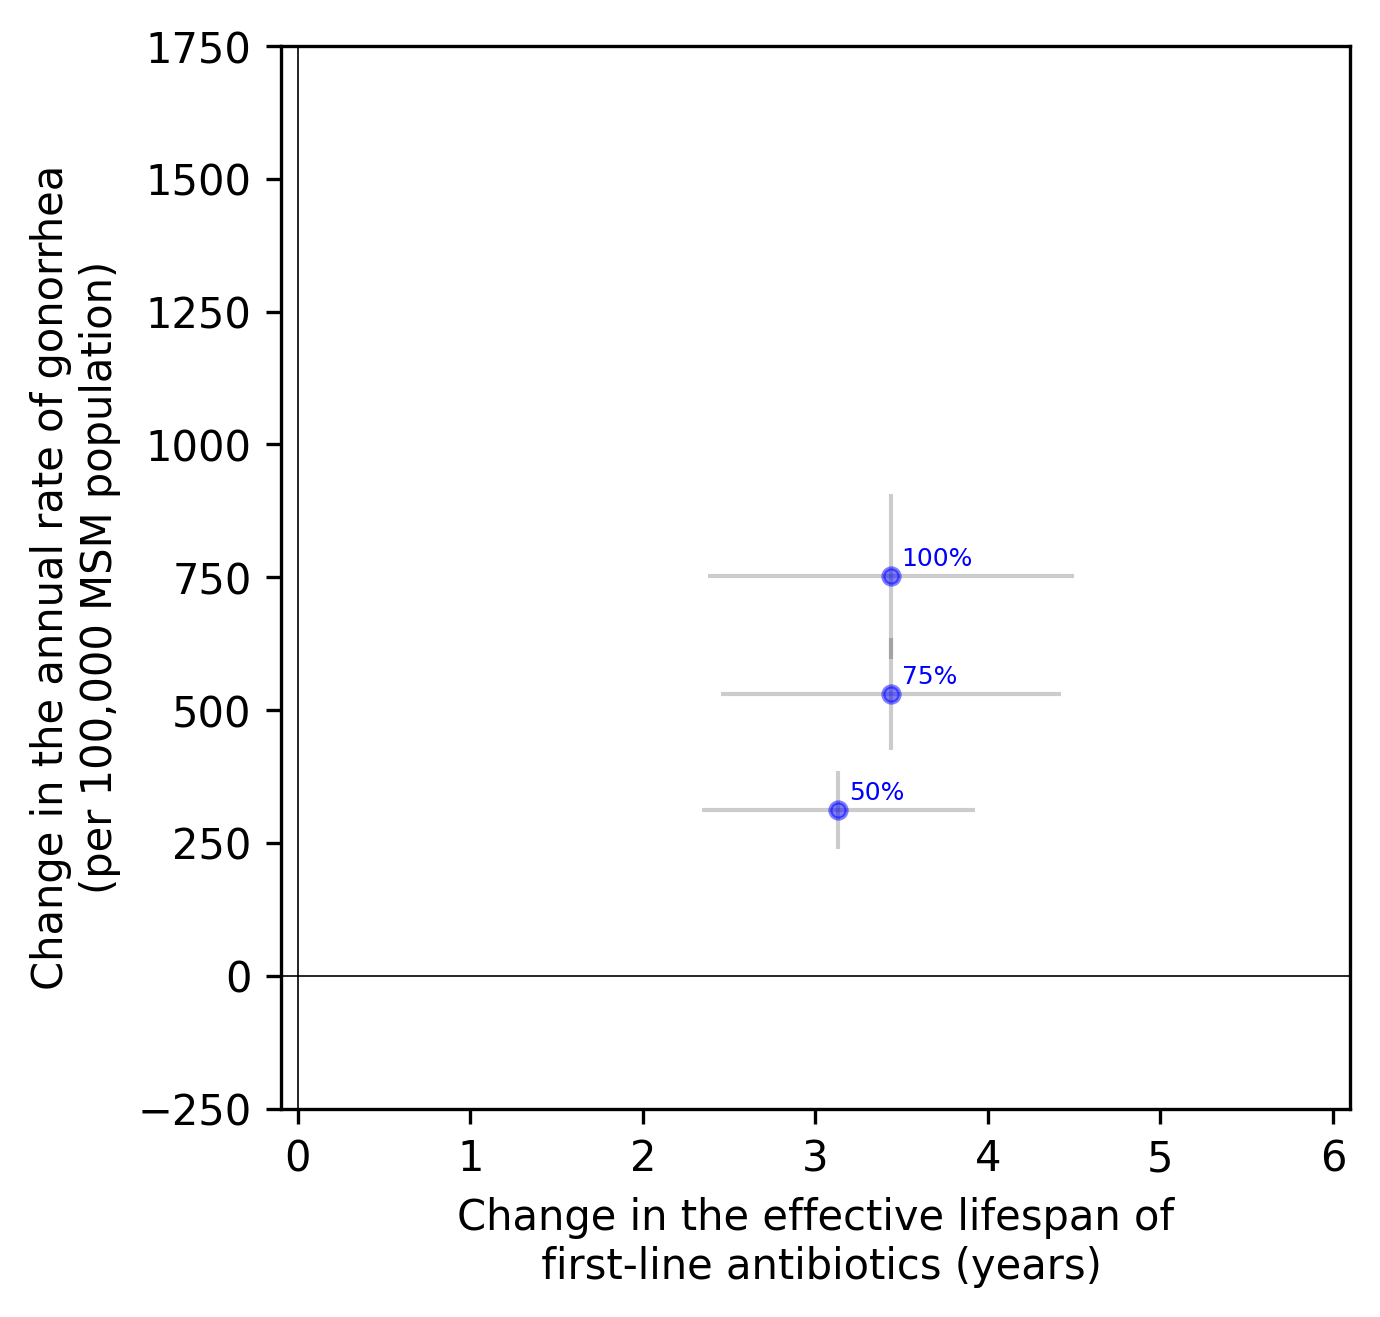 1750
1500
1250
1000
750
500
250
0
−250
Change in the annual rate of gonorrhea
(per 100,000 MSM population)
100%
75%
50%
0 1 2 3 4 5 6
Change in the effective lifespan of
first-line antibiotics (years)